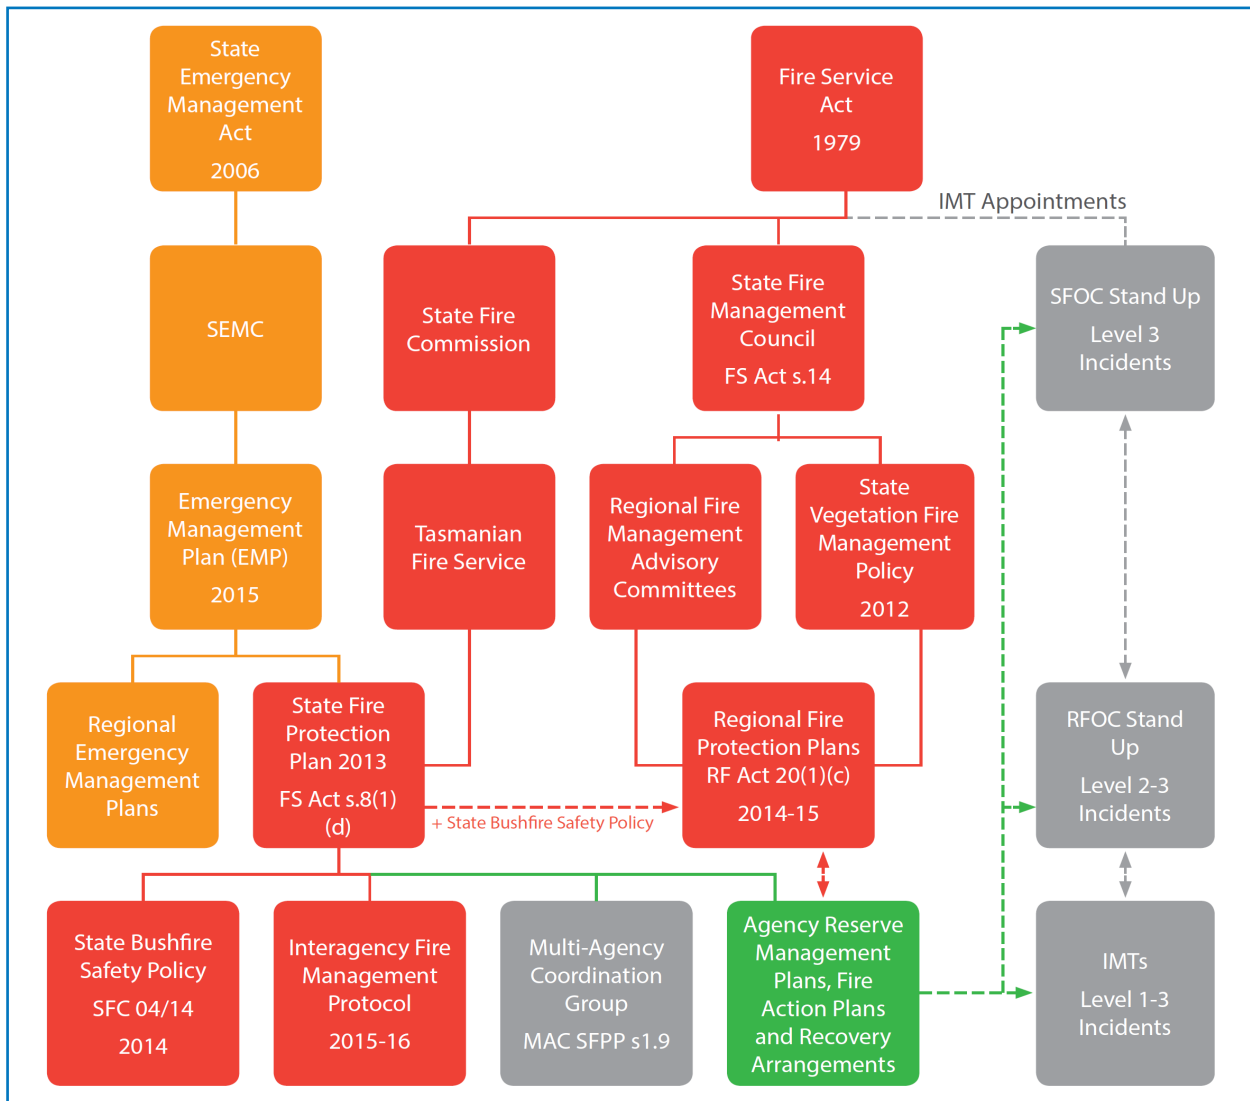 State
Emergency
Management
Act
2006
Fire Service
Act
1979
IMT Appointments
SEMC
State Fire
Commission
State Fire
Management
Council
FS Act s.14
SFOC Stand Up
Level 3
Incidents
Emergency
Management
Plan (EMP)
2015
Tasmanian
Fire Service
Regional Fire
Management
Advisory
Committees
State
Vegetation Fire
Management
Policy
2012
Regional
Emergency
Management
Plans
State Fire
Protection
Plan 2013
FS Act s.8(1)
(d)
+ State Bushfire Safety Policy
Regional Fire
Protection Plans
RF Act 20(1)(c)
2014-15
RFOC Stand
Up
Level 2-3
Incidents
State Bushfire
Safety Policy
SFC 04/14
2014
Interagency Fire
Management
Protocol
2015-16
Multi-Agency
Coordination
Group
MAC SFPP s1.9
Agency Reserve
Management
Plans, Fire
Action Plans
and Recovery
Arrangements
IMTs
Level 1-3
Incidents